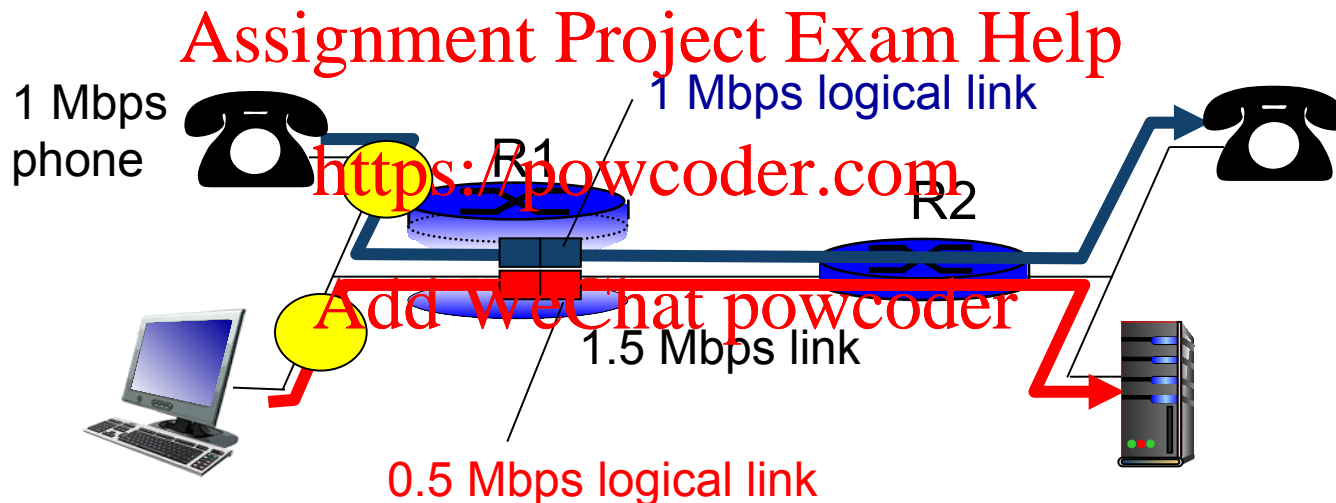 Assignment Project Exam Help
1 Mbps logical link
1 Mbps
phone
R1
https://powcoder.com
R2
Add WeChat powcoder
1.5 Mbps link
0.5 Mbps logical link